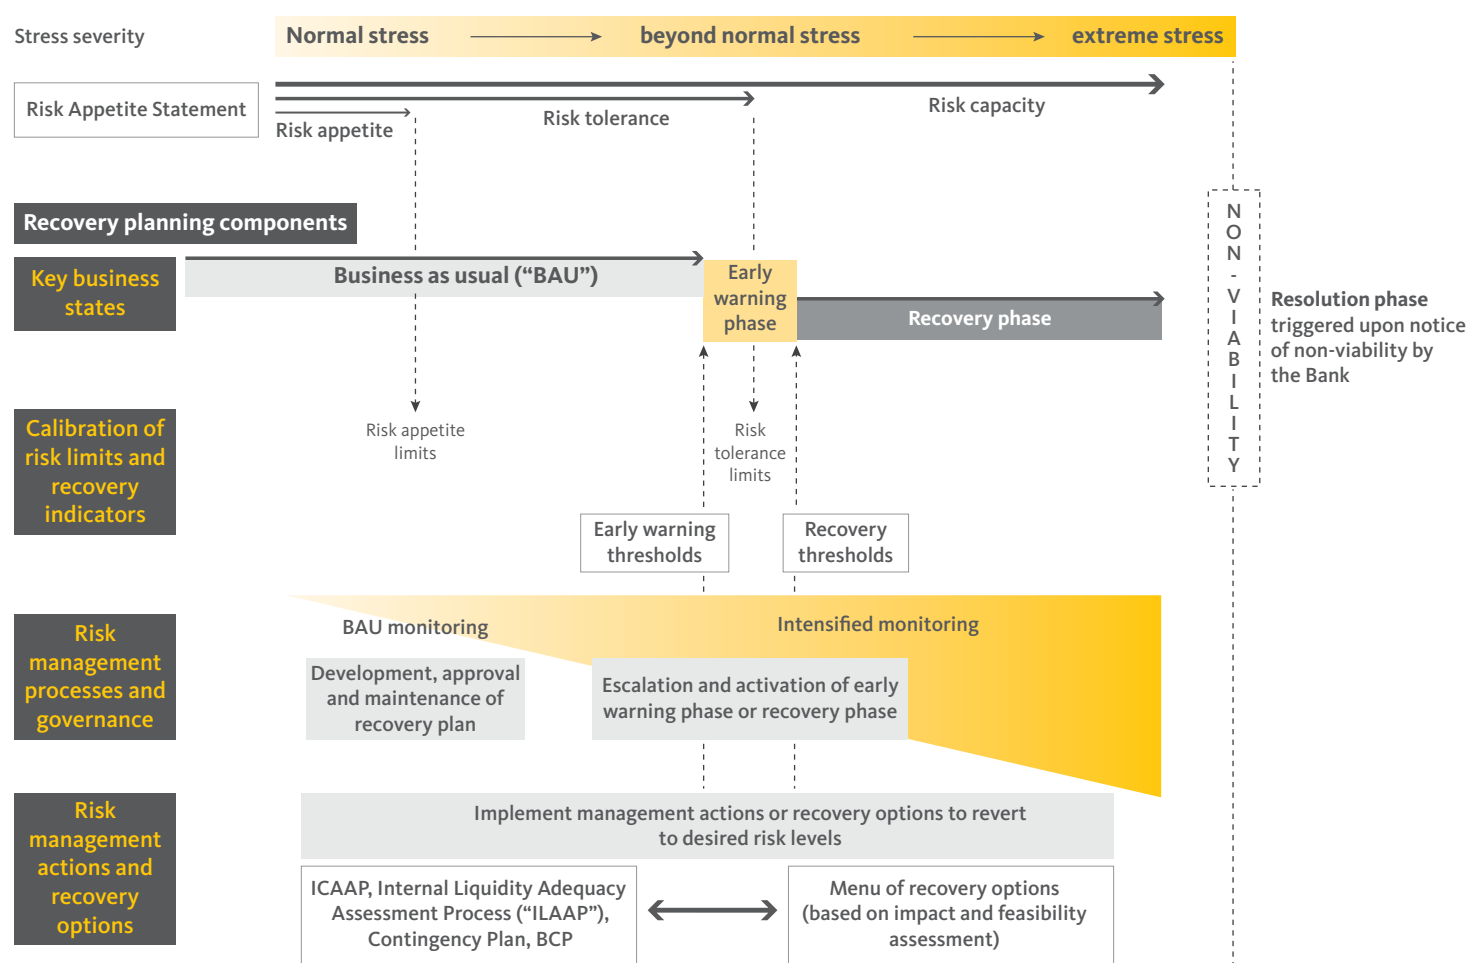 Stress severity
Normal stress
beyond normal stress
extreme stress
Risk Appetite Statement
Risk appetite
Risk tolerance
Risk capacity
Recovery planning components
Key business
states
Business as usual (“BAU”)
Early
warning
phase
Recovery phase
NON-VIABILITY
Resolution phase
triggered upon notice
of non-viability by
the Bank
Calibration of
risk limits and
recovery
indicators
Risk appetite
limits
Risk
tolerance
limits
Early warning
thresholds
Recovery
thresholds
Risk
management
processes and
governance
BAU monitoring
Intensified monitoring
Development, approval
and maintenance of
recovery plan
Escalation and activation of early
warning phase or recovery phase
Risk
management
actions and
recovery
options
Implement management actions or recovery options to revert
to desired risk levels
ICAAP, Internal Liquidity Adequacy
Assessment Process (“ILAAP”),
Contingency Plan, BCP
Menu of recovery options
(based on impact and feasibility
assessment)